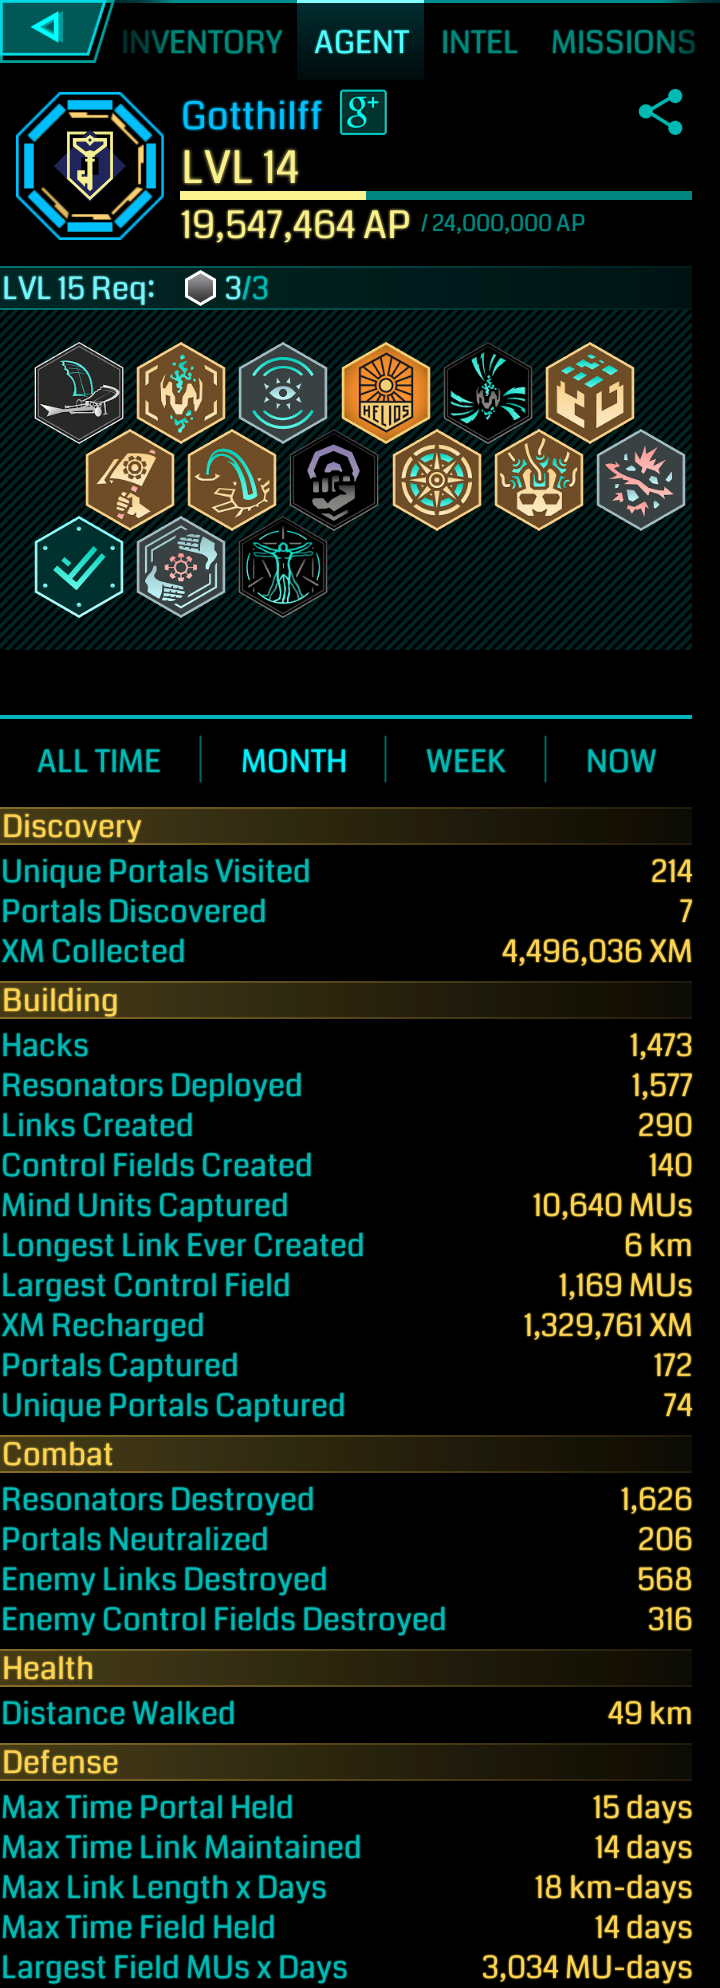 INVENTORY AGENT INTEL MISSIONS
Gotthilff g+
LVL 14
19,547,464 AP / 24,000,000 AP
LVL 15 Req: 3/3
HELIOS
ALL TIME MONTH WEEK NOW
Discovery
Unique Portals Visited 214
Portals Discovered 7
XM Collected 4,496,036 XM
Building
Hacks 1,473
Resonators Deployed 1,577
Links Created 290
Control Fields Created 140
Mind Units Captured 10,640 MUs
Longest Link Ever Created 6 km
Largest Control Field 1,169 MUs
XM Recharged 1,329,761 XM
Portals Captured 172
Unique Portals Captured 74
Combat
Resonators Destroyed 1,626
Portals Neutralized 206
Enemy Links Destroyed 568
Enemy Control Fields Destroyed 316
Health
Distance Walked 49 km
Defense
Max Time Portal Held 15 days
Max Time Link Maintained 14 days
Max Link Length x Days 18 km-days
Max Time Field Held 14 days
Largest Field MUs x Days 3,034 MU-days